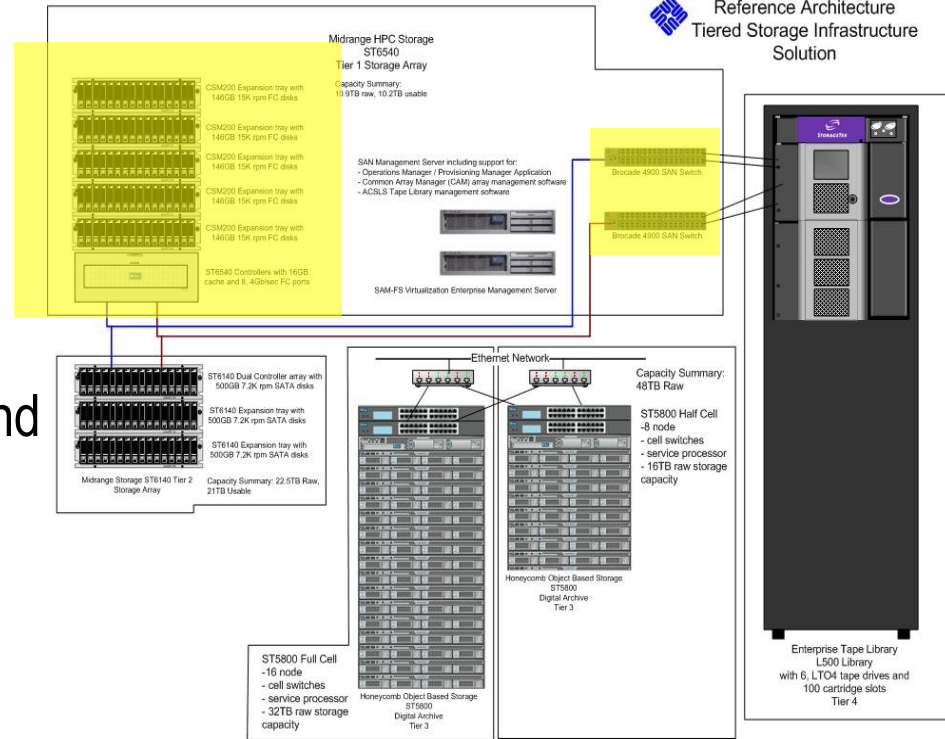 Reference Architecture
Tiered Storage Infrastructure
Solution
Midrange HPC Storage
ST6540
Tier 1 Storage Array
Capacity Summary:
10.9TB raw, 10.2TB usable
CSM200 Expansion tray with
146GB 15K rpm FC disks
CSM200 Expansion tray with
146GB 15K rpm FC disks
CSM200 Expansion tray with
146GB 15K rpm FC disks
CSM200 Expansion tray with
146GB 15K rpm FC disks
CSM200 Expansion tray with
146GB 15K rpm FC disks
ST6540 Controllers with 16GB
cache and 8, 4Gb/sec FC ports
SAN Management Server including support for:
- Operations Manager / Provisioning Manager Application
- Common Array Manager (CAM) array management software
- ACSLS Tape Library management software
SAM-FS Virtualization Enterprise Management Server
Brocade 4900 SAN Switch
Brocade 4900 SAN Switch
STORAGETEK
nd
ST6140 Dual Controller array with
500GB 7.2K rpm SATA disks
ST6140 Expansion tray with
500GB 7.2K rpm SATA disks
ST6140 Expansion tray with
500GB 7.2K rpm SATA disks
Midrange Storage ST6140 Tier 2
Storage Array
Capacity Summary: 22.5TB Raw,
21TB Usable
Ethernet Network
Capacity Summary:
48TB Raw
ST5800 Half Cell
-8 node
- cell switches
- service processor
- 16TB raw storage
capacity
Honeycomb Object Based Storage
ST5800
Digital Archive
Tier 3
ST5800 Full Cell
-16 node
- cell switches
- service processor
- 32TB raw storage
capacity
Honeycomb Object Based Storage
ST5800
Digital Archive
Tier 3
Enterprise Tape Library
L500 Library
with 6, LTO4 tape drives and
100 cartridge slots
Tier 4